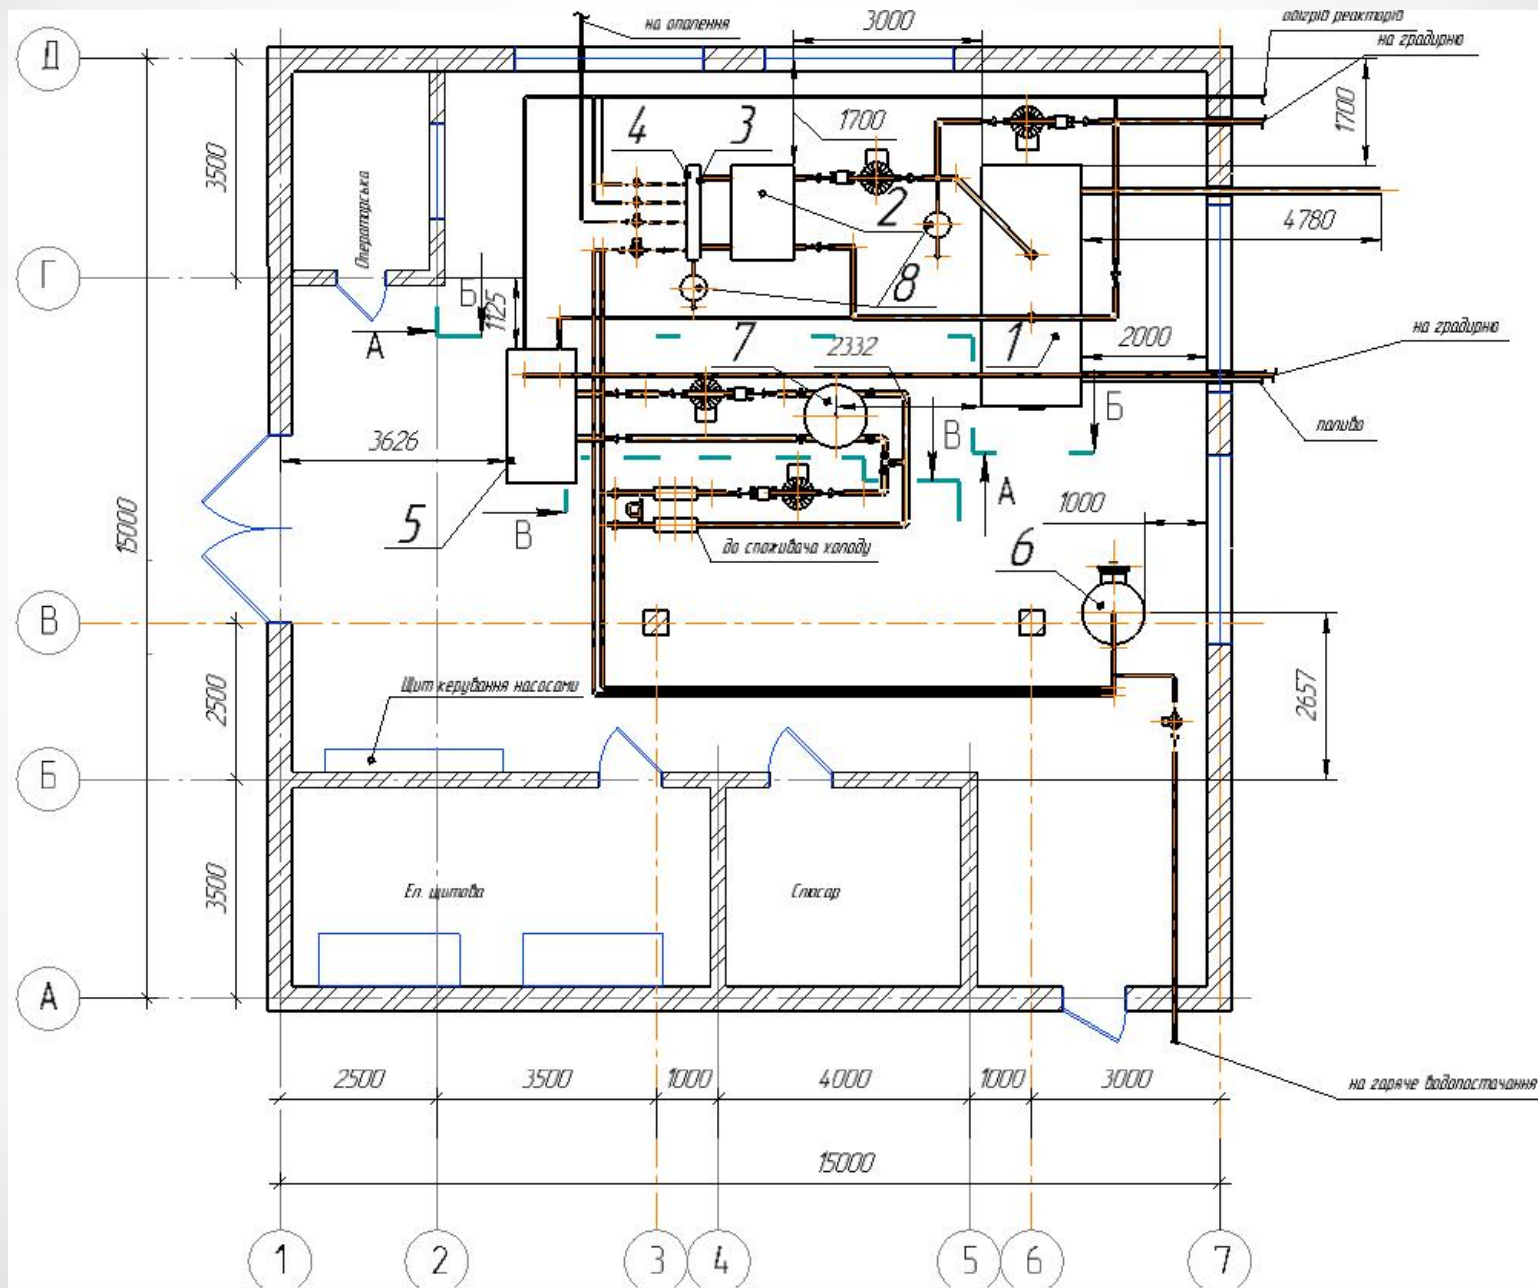 на опалення
3000
обігрів реакторів
на градирню
Д
4
3
1700
1700
3500
Операторська
2
4780
Г
8
Б
1125
А
7
2332
1
2000
на градирню
Б
В
паливо
3626
5
В
А
1000
15000
до споживача холоду
6
В
2500
Щит керування насосами
2657
Б
3500
Ел. щитова
Слюсар
А
2500
3500
1000
4000
1000
3000
на гаряче водопостачання
15000
1
2
3
4
5
6
7